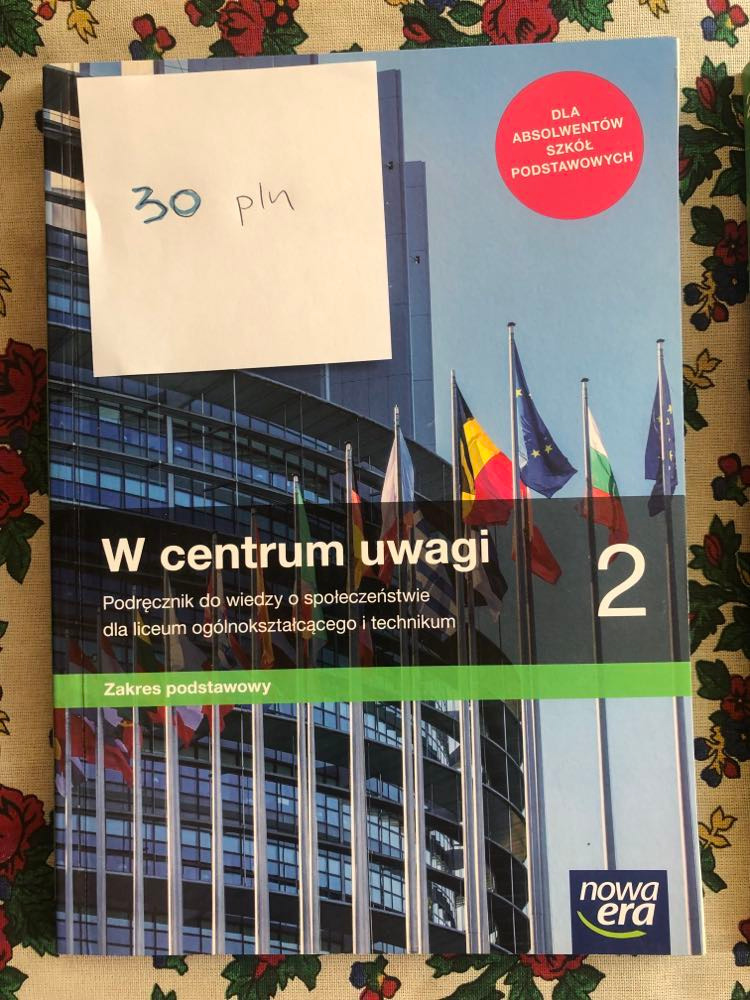 30 pln
DLA
ABSOLWENTÓW
SZKÓŁ
PODSTAWOWYCH
W centrum uwagi
2
Podręcznik do wiedzy o społeczeństwie
dla liceum ogólnokształcącego i technikum
Zakres podstawowy
nowa
era